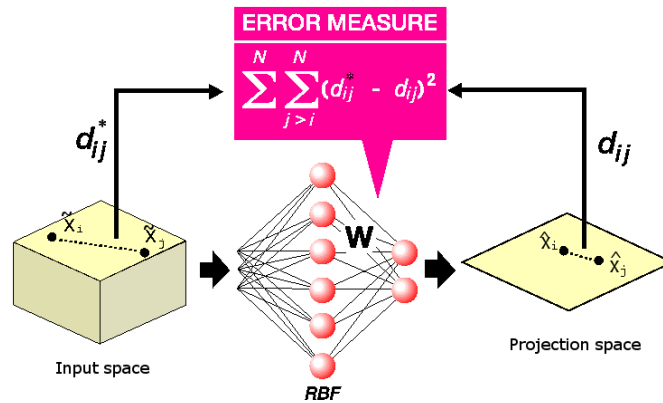 ERROR MEASURE
N N
∑ ∑ (d*ij - dij)²
j > i
d*ij
dij
x̃i
x̃j
W
x̂i
x̂j
Input space
RBF
Projection space